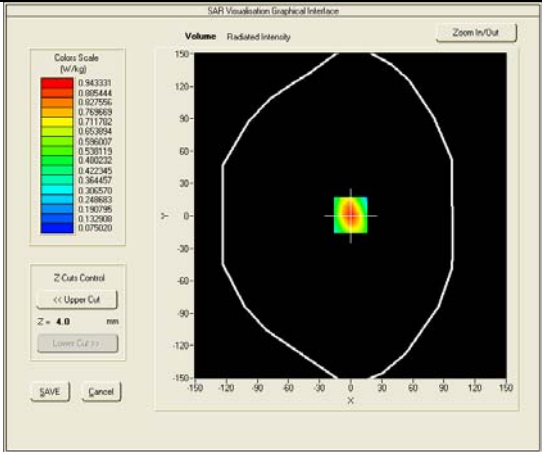 SAR Visualisation Graphical Interface
Volume Radiated Intensity
Zoom In/Out
Colors Scale
(W/kg)
0.943331
0.885444
0.827556
0.769669
0.711782
0.653894
0.596007
0.538119
0.480232
0.422345
0.364457
0.306570
0.248683
0.190795
0.132908
0.075020
Z-Cuts Control
<< Upper Cut
Z = 4.0 mm
Lower Cut >>
SAVE Cancel
150
120
90
60
30
0
-30
-60
-90
-120
-150
Y
-150 -120 -90 -60 -30 0 30 60 90 120 150
X